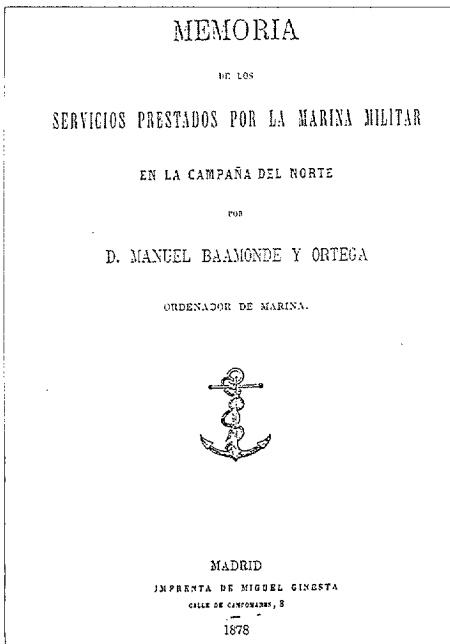 MEMORIA
DE LOS
SERVICIOS PRESTADOS POR LA MARINA MILITAR
EN LA CAMPAÑA DEL NORTE
POR
D. MANUEL BAAMONDE Y ORTEGA
ORDENADOR DE MARINA.
MADRID
IMPRENTA DE MIGUEL GINESTA
CALLE DE CAMPOMANES, 8
1878